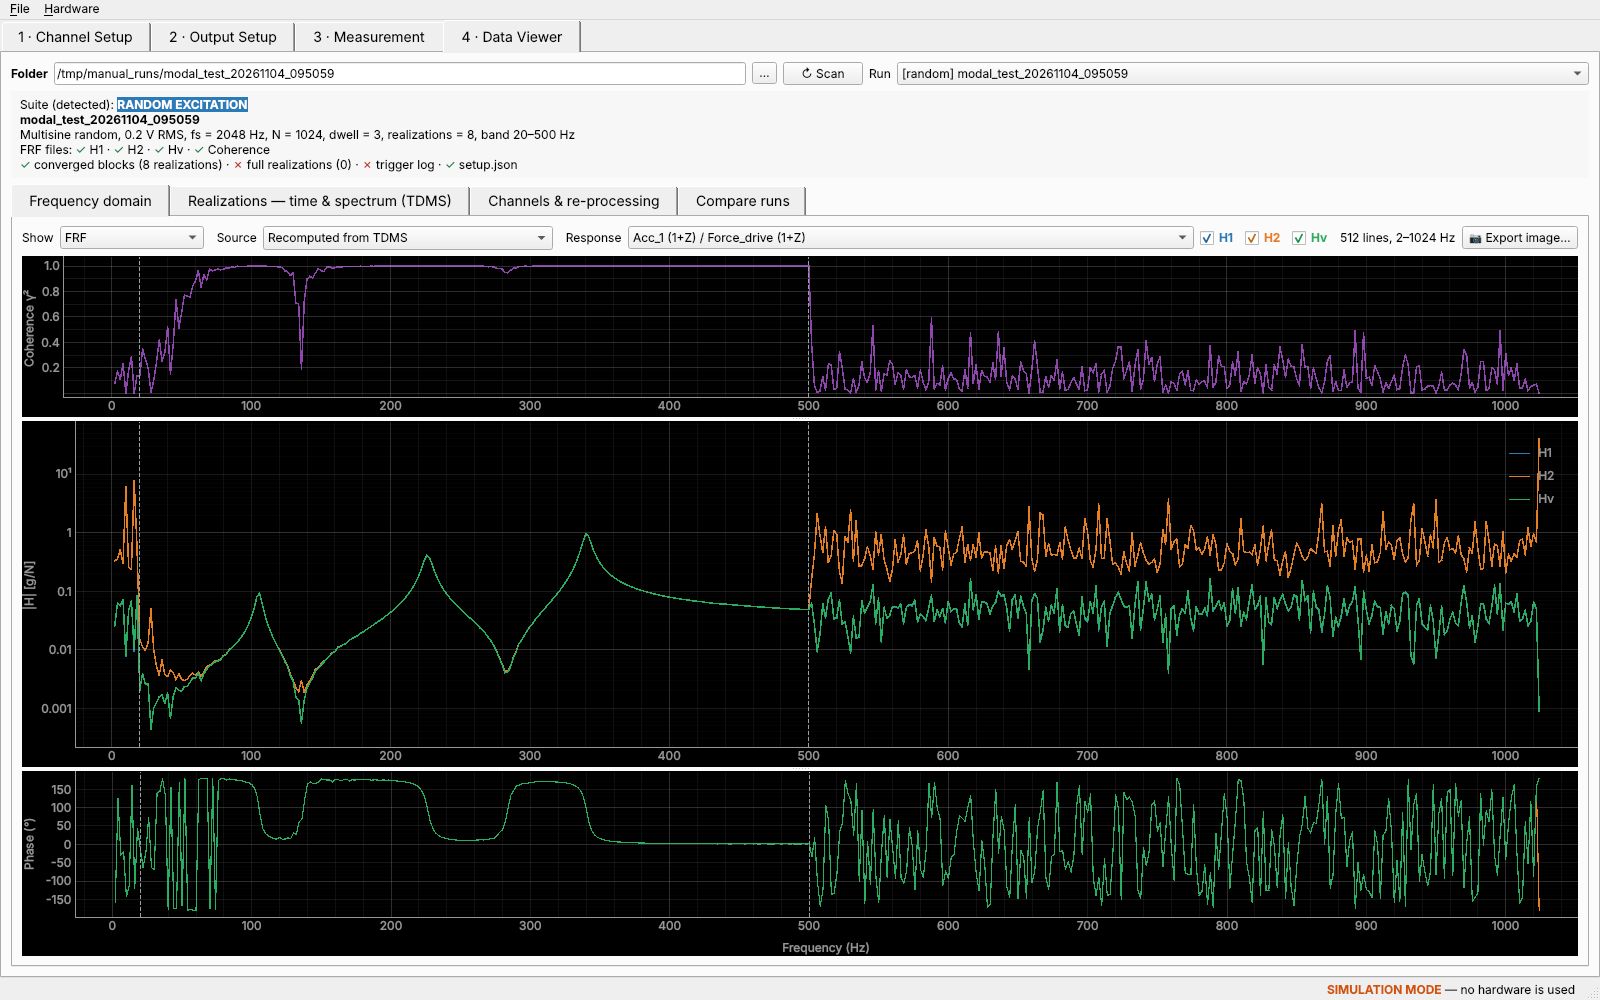 File Hardware
1 · Channel Setup 2 · Output Setup 3 · Measurement 4 · Data Viewer
Folder /tmp/manual_runs/modal_test_20261104_095059 ... Scan Run [random] modal_test_20261104_095059
Suite (detected): RANDOM EXCITATION
modal_test_20261104_095059
Multisine random, 0.2 V RMS, fs = 2048 Hz, N = 1024, dwell = 3, realizations = 8, band 20–500 Hz
FRF files: ✓ H1 · ✓ H2 · ✓ Hv · ✓ Coherence
✓ converged blocks (8 realizations) · ✕ full realizations (0) · ✕ trigger log · ✓ setup.json
Frequency domain Realizations — time & spectrum (TDMS) Channels & re-processing Compare runs
Show FRF Source Recomputed from TDMS Response Acc_1 (1+Z) / Force_drive (1+Z) H1 H2 Hv 512 lines, 2–1024 Hz Export image...
Coherence γ²
1.0
0.8
0.6
0.4
0.2
0 100 200 300 400 500 600 700 800 900 1000
|H| [g/N]
10¹
1
0.1
0.01
0.001
H1
H2
Hv
0 100 200 300 400 500 600 700 800 900 1000
Phase (°)
150
100
50
0
-50
-100
-150
0 100 200 300 400 500 600 700 800 900 1000
Frequency (Hz)
SIMULATION MODE — no hardware is used